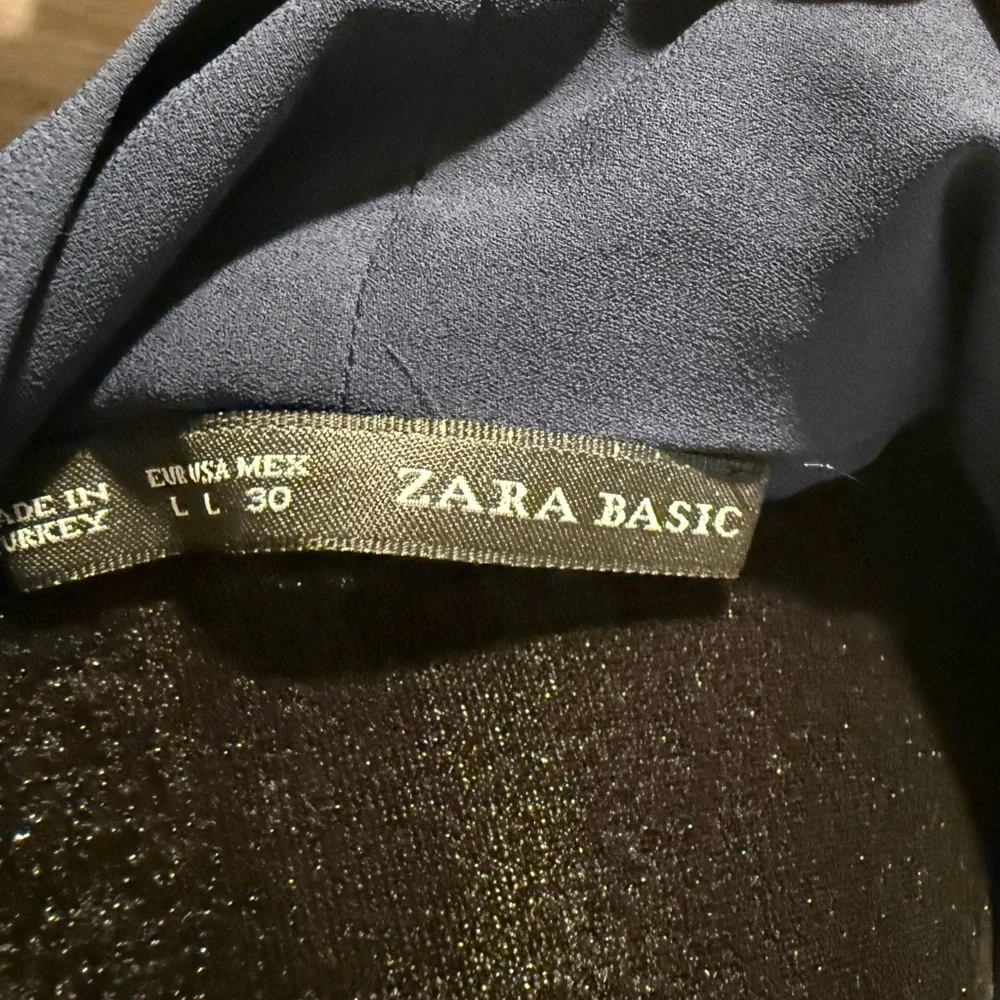 ADE IN
URKEY
EUR USA MEX
L L 30
ZARA BASIC